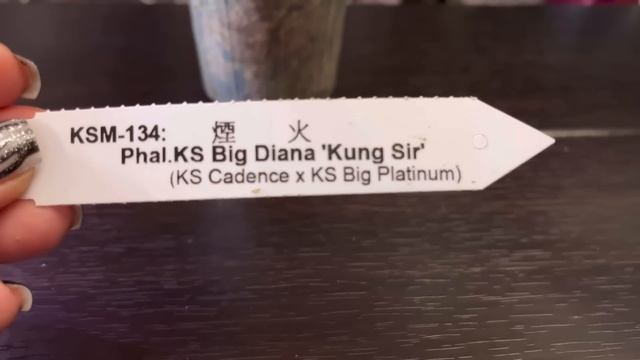 KSM-134: 煙 火
Phal.KS Big Diana 'Kung Sir'
(KS Cadence x KS Big Platinum)